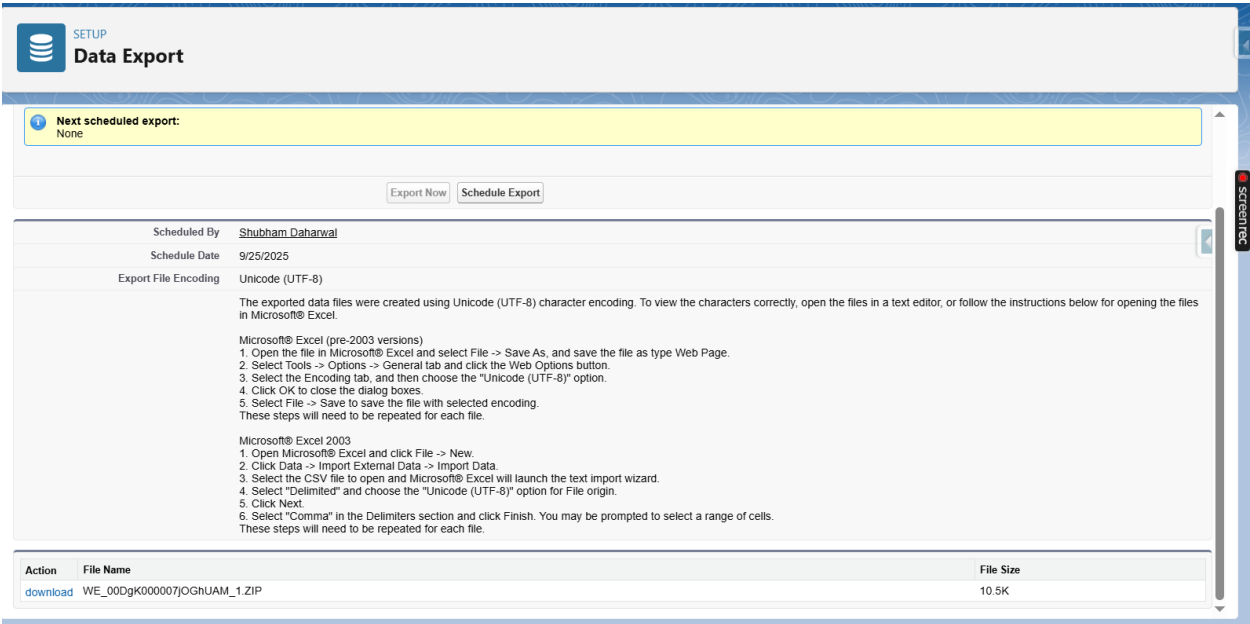 SETUP
Data Export
Next scheduled export:
None
Export Now Schedule Export
Scheduled By Shubham Daharwal
Schedule Date 9/25/2025
Export File Encoding Unicode (UTF-8)
The exported data files were created using Unicode (UTF-8) character encoding. To view the characters correctly, open the files in a text editor, or follow the instructions below for opening the files
in Microsoft® Excel.
Microsoft® Excel (pre-2003 versions)
1. Open the file in Microsoft® Excel and select File -> Save As, and save the file as type Web Page.
2. Select Tools -> Options -> General tab and click the Web Options button.
3. Select the Encoding tab, and then choose the "Unicode (UTF-8)" option.
4. Click OK to close the dialog boxes.
5. Select File -> Save to save the file with selected encoding.
These steps will need to be repeated for each file.
Microsoft® Excel 2003
1. Open Microsoft® Excel and click File -> New.
2. Click Data -> Import External Data -> Import Data.
3. Select the CSV file to open and Microsoft® Excel will launch the text import wizard.
4. Select "Delimited" and choose the "Unicode (UTF-8)" option for File origin.
5. Click Next.
6. Select "Comma" in the Delimiters section and click Finish. You may be prompted to select a range of cells.
These steps will need to be repeated for each file.
Action File Name File Size
download WE_00DgK000007jOGhUAM_1.ZIP 10.5K
screenrec